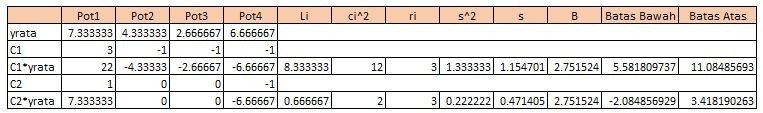 Pot1 Pot2 Pot3 Pot4 Li ci^2 ri s^2 s B Batas Bawah Batas Atas
yrata 7.333333 4.333333 2.666667 6.666667
C1 3 -1 -1 -1
C1*yrata 22 -4.33333 -2.66667 -6.66667 8.333333 12 3 1.333333 1.154701 2.751524 5.581809737 11.08485693
C2 1 0 0 -1
C2*yrata 7.333333 0 0 -6.66667 0.666667 2 3 0.222222 0.471405 2.751524 -2.084856929 3.418190263